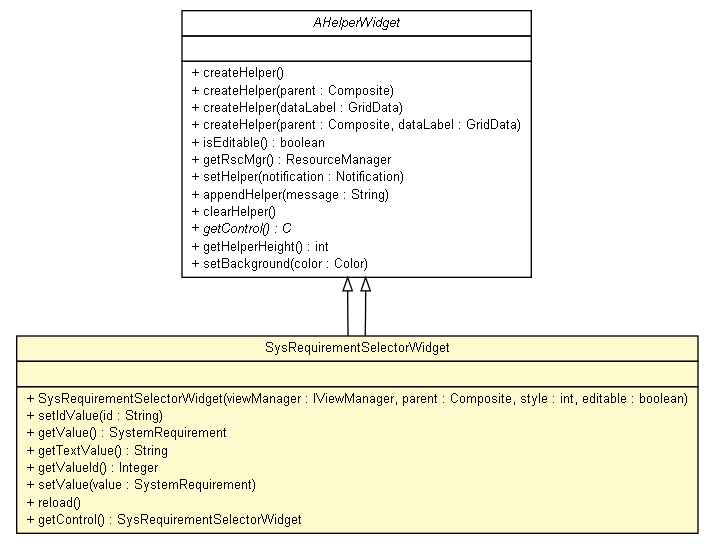 AHelperWidget
+ createHelper()
+ createHelper(parent : Composite)
+ createHelper(dataLabel : GridData)
+ createHelper(parent : Composite, dataLabel : GridData)
+ isEditable() : boolean
+ getRscMgr() : ResourceManager
+ setHelper(notification : Notification)
+ appendHelper(message : String)
+ clearHelper()
+ getControl() : C
+ getHelperHeight() : int
+ setBackground(color : Color)
SysRequirementSelectorWidget
+ SysRequirementSelectorWidget(viewManager : IViewManager, parent : Composite, style : int, editable : boolean)
+ setIdValue(id : String)
+ getValue() : SystemRequirement
+ getTextValue() : String
+ getValueId() : Integer
+ setValue(value : SystemRequirement)
+ reload()
+ getControl() : SysRequirementSelectorWidget